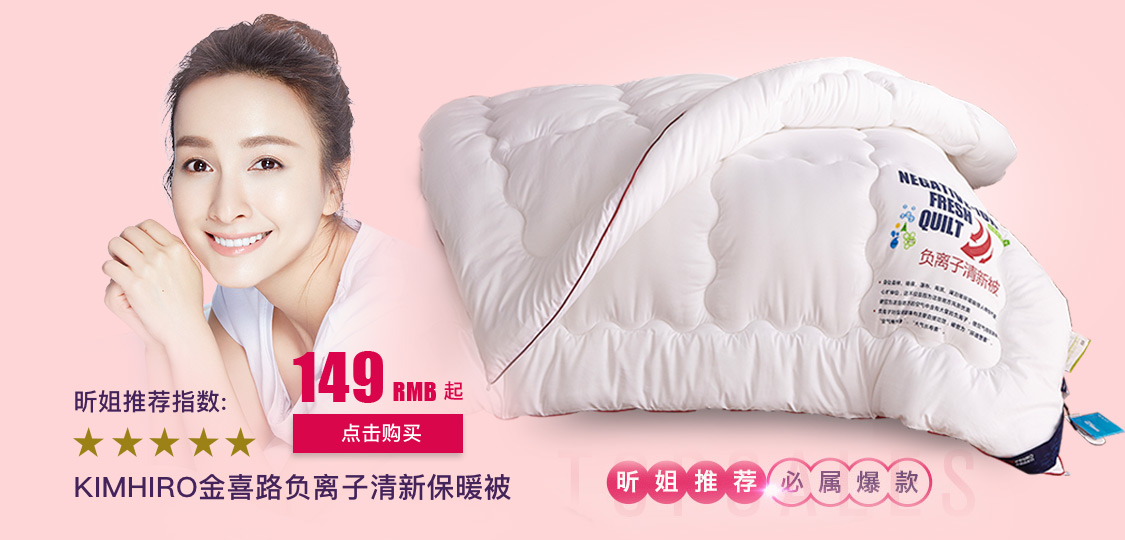 NEGATIVE ION
FRESH
QUILT
负离子清新被
149 RMB 起
点击购买
昕姐推荐指数:
KIMHIRO金喜路负离子清新保暖被
昕姐推荐必属爆款